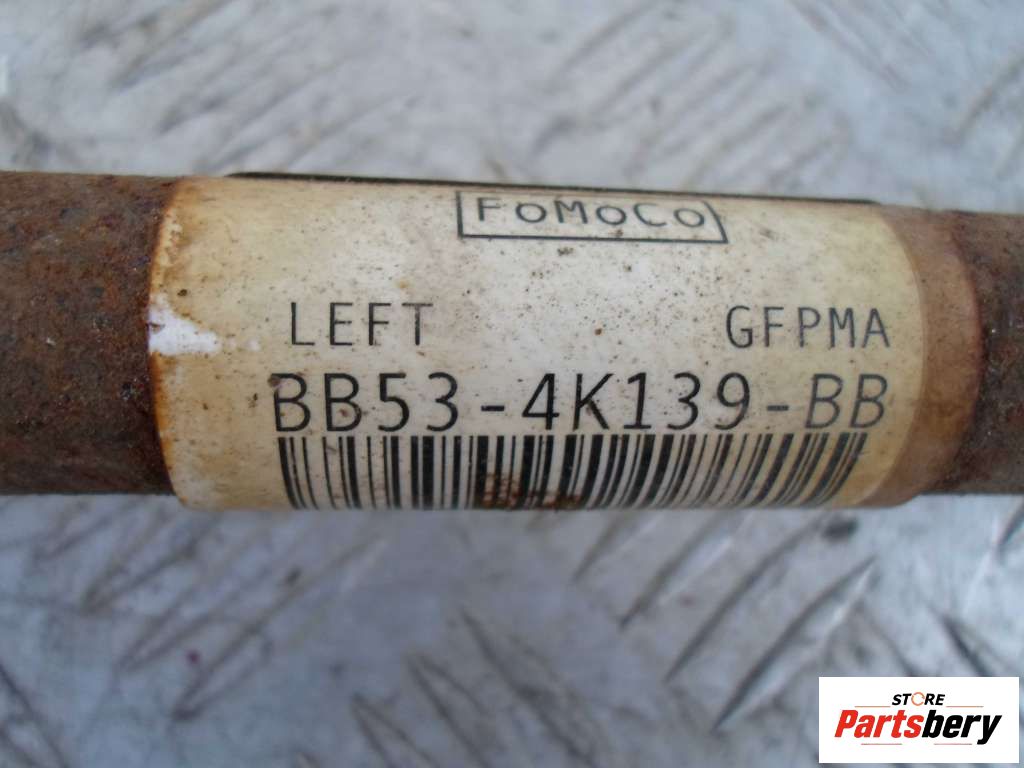 FoMoCo
LEFT GFPMA
BB53-4K139-BB
STORE
Partsbery